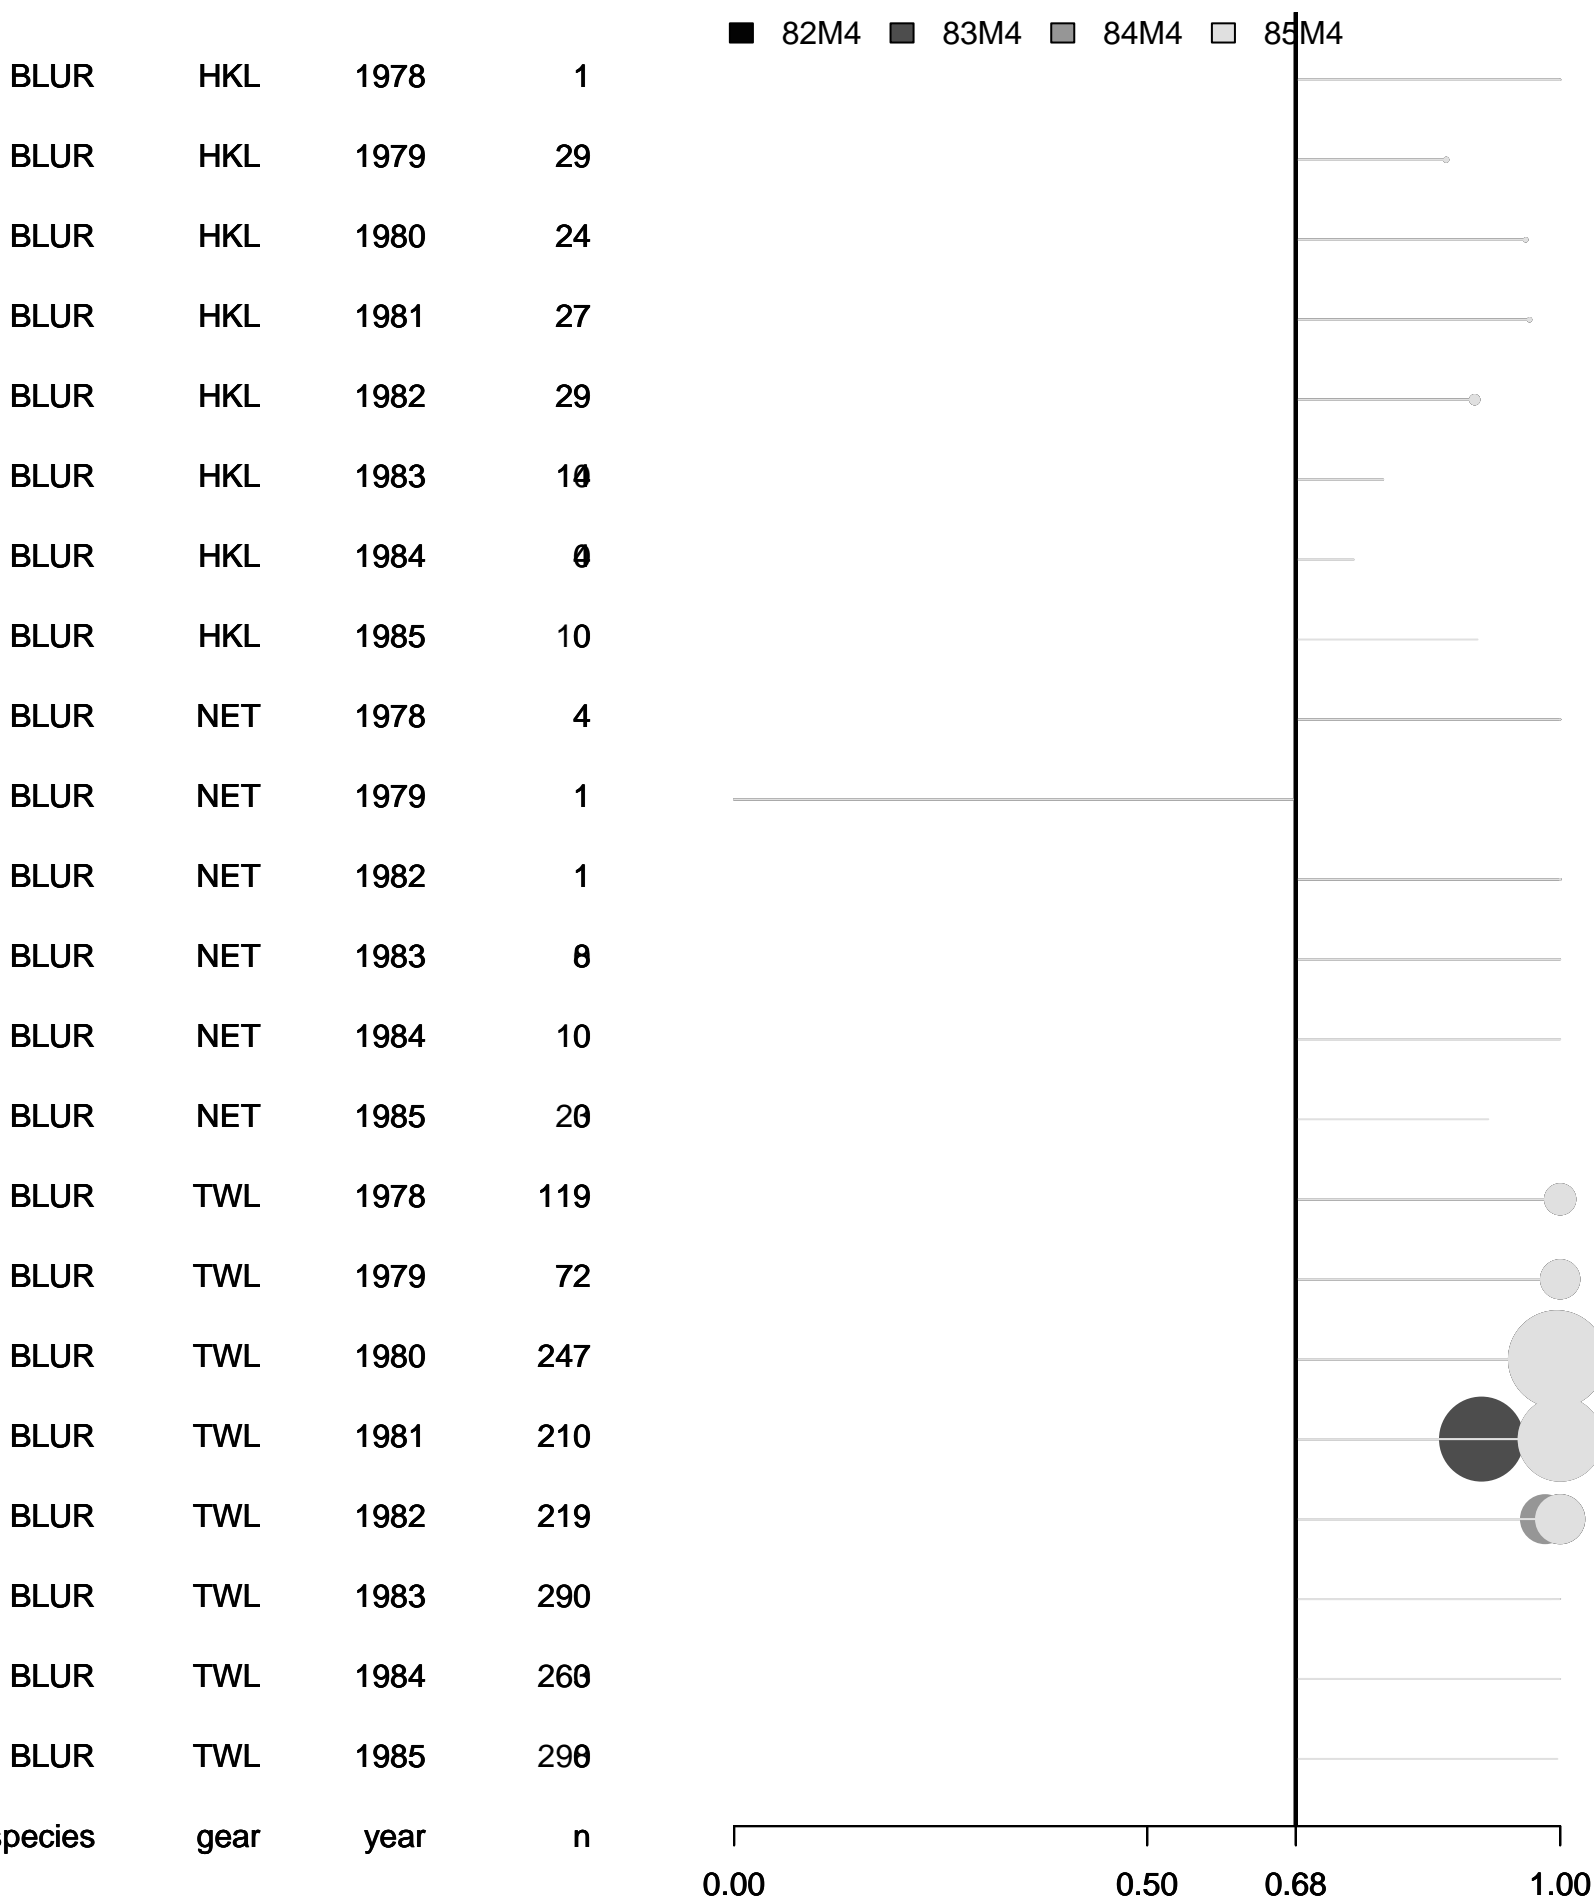 82M4 83M4 84M4 85M4
BLUR HKL 1978 1
BLUR HKL 1979 29
BLUR HKL 1980 24
BLUR HKL 1981 27
BLUR HKL 1982 29
BLUR HKL 1983
BLUR HKL 1984
BLUR HKL 1985 10
BLUR NET 1978 4
BLUR NET 1979 1
BLUR NET 1982 1
BLUR NET 1983
BLUR NET 1984 10
BLUR NET 1985
BLUR TWL 1978 119
BLUR TWL 1979 72
BLUR TWL 1980 247
BLUR TWL 1981 210
BLUR TWL 1982 219
BLUR TWL 1983 290
BLUR TWL 1984
BLUR TWL 1985
species gear year n
0.00 0.50 0.68 1.00